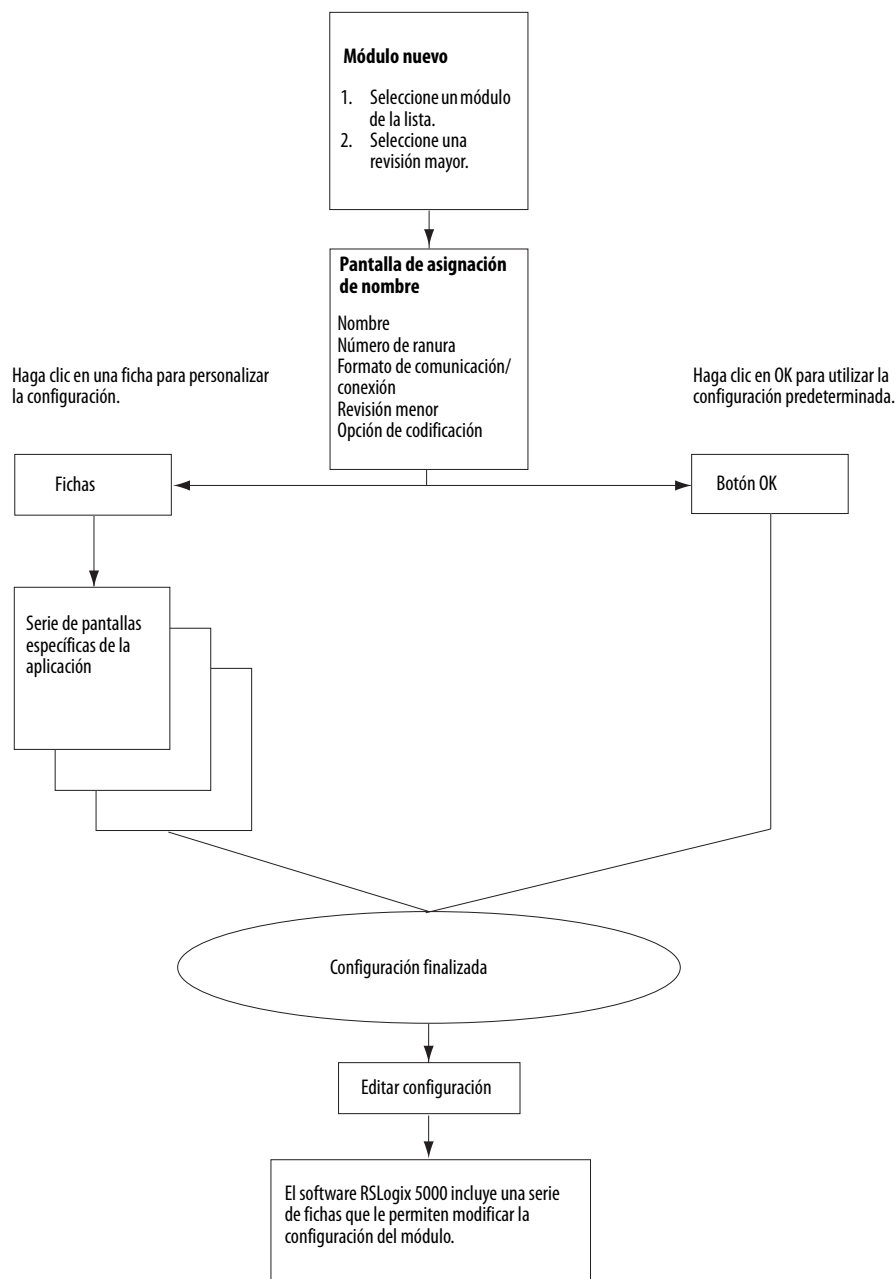 Módulo nuevo
1. Seleccione un módulo
de la lista.
2. Seleccione una
revisión mayor.
Pantalla de asignación
de nombre
Nombre
Número de ranura
Formato de comunicación/
conexión
Revisión menor
Opción de codificación
Haga clic en una ficha para personalizar
la configuración.
Haga clic en OK para utilizar la
configuración predeterminada.
Fichas
Botón OK
Serie de pantallas
específicas de la
aplicación
Configuración finalizada
Editar configuración
El software RSLogix 5000 incluye una serie
de fichas que le permiten modificar la
configuración del módulo.